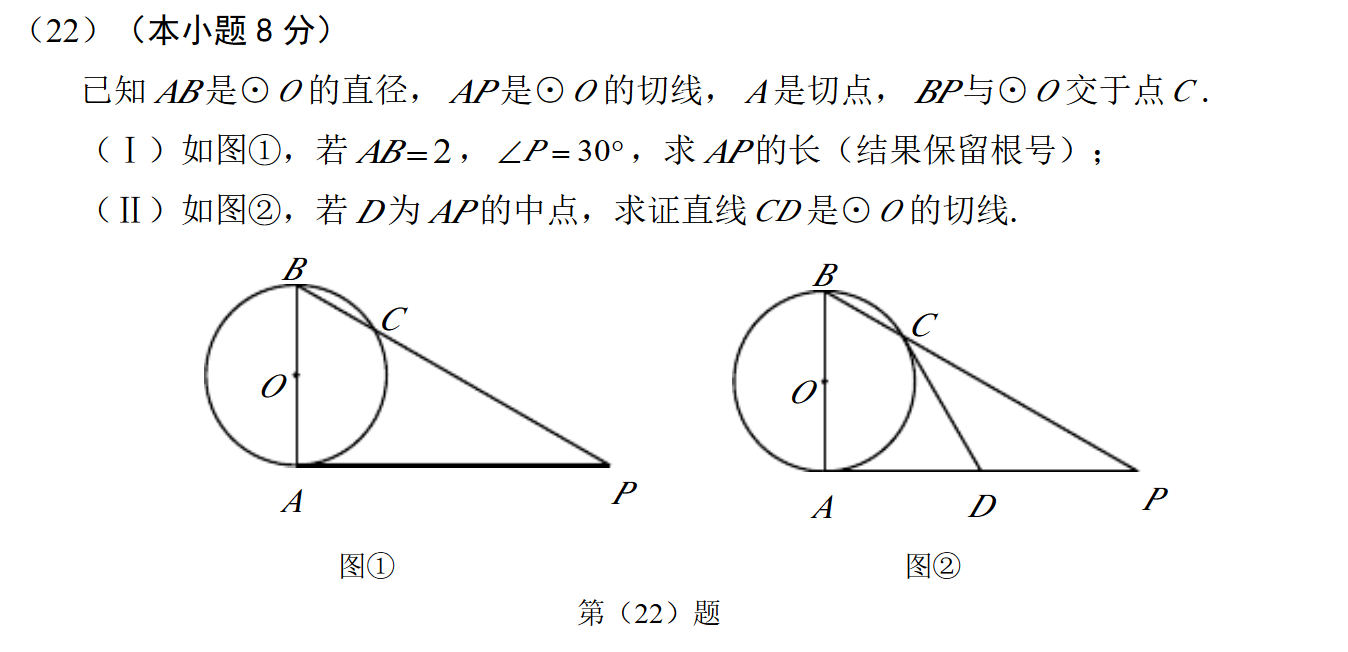 （22）（本小题 8 分）
已知 AB 是⊙ O 的直径， AP 是⊙ O 的切线， A 是切点， BP 与⊙ O 交于点 C .
（Ⅰ）如图①，若 AB=2，∠P=30°，求 AP 的长（结果保留根号）；
（Ⅱ）如图②，若 D 为 AP 的中点，求证直线 CD 是⊙ O 的切线.
B
C
O
A
P
图①
B
C
O
A
D
P
图②
第（22）题